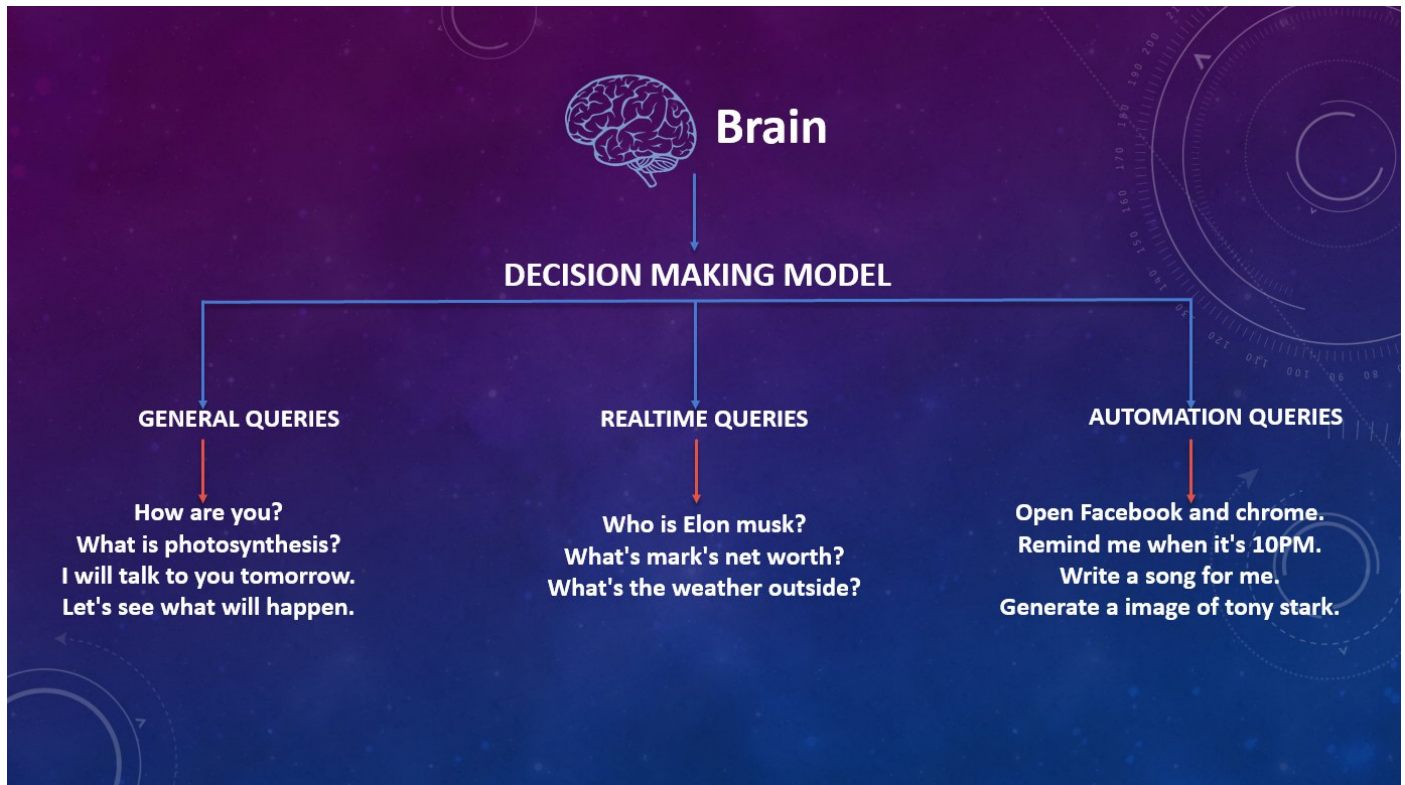 Brain
DECISION MAKING MODEL
GENERAL QUERIES
How are you?
What is photosynthesis?
I will talk to you tomorrow.
Let's see what will happen.
REALTIME QUERIES
Who is Elon musk?
What's mark's net worth?
What's the weather outside?
AUTOMATION QUERIES
Open Facebook and chrome.
Remind me when it's 10PM.
Write a song for me.
Generate a image of tony stark.